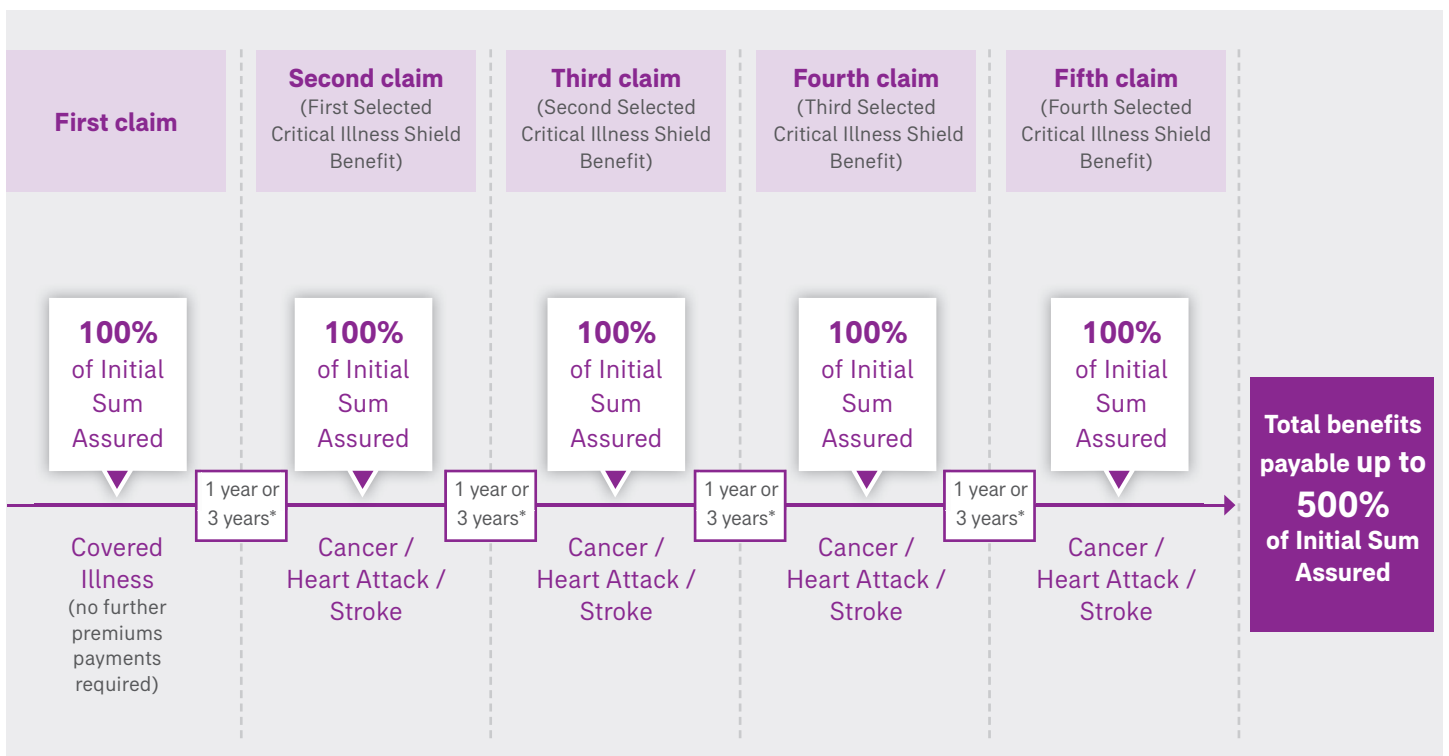 First claim
Second claim
(First Selected
Critical Illness Shield
Benefit)
Third claim
(Second Selected
Critical Illness Shield
Benefit)
Fourth claim
(Third Selected
Critical Illness Shield
Benefit)
Fifth claim
(Fourth Selected
Critical Illness Shield
Benefit)
100%
of Initial
Sum
Assured
100%
of Initial
Sum
Assured
100%
of Initial
Sum
Assured
100%
of Initial
Sum
Assured
100%
of Initial
Sum
Assured
1 year or
3 years*
1 year or
3 years*
1 year or
3 years*
1 year or
3 years*
Covered
Illness
(no further
premiums
payments
required)
Cancer /
Heart Attack /
Stroke
Cancer /
Heart Attack /
Stroke
Cancer /
Heart Attack /
Stroke
Cancer /
Heart Attack /
Stroke
Total benefits
payable up to
500%
of Initial Sum
Assured